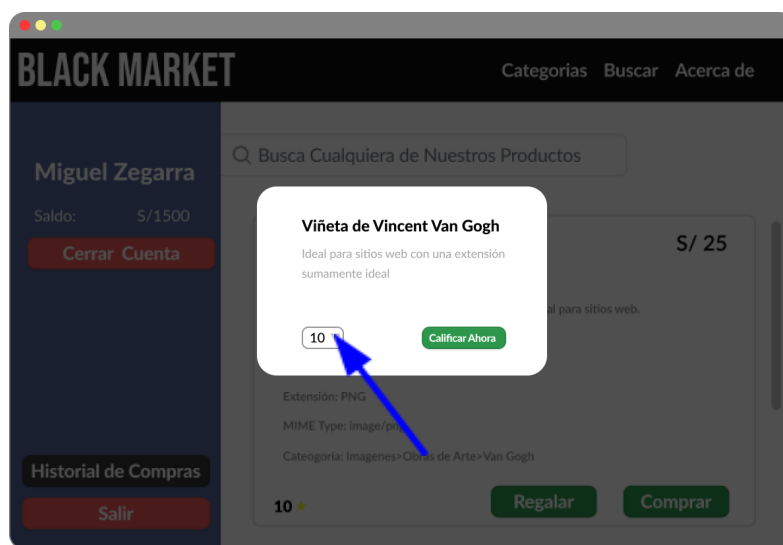 BLACK MARKET
Categorias Buscar Acerca de
Miguel Zegarra
Saldo: S/1500
Cerrar Cuenta
Historial de Compras
Salir
Busca Cualquiera de Nuestros Productos
S/ 25
al para sitios web.
Viñeta de Vincent Van Gogh
Ideal para sitios web con una extensión
sumamente ideal
10
Calificar Ahora
Extensión: PNG
MIME Type: image/png
Cateogoria: Imagenes>Obras de Arte>Van Gogh
10
Regalar
Comprar